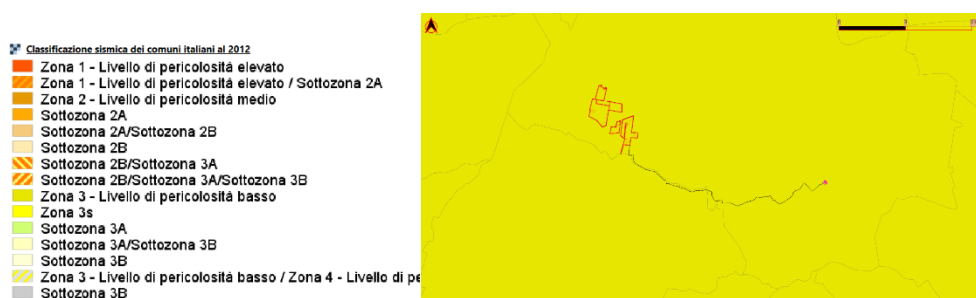 Classificazione sismica dei comuni italiani al 2012
Zona 1 - Livello di pericolosità elevato
Zona 1 - Livello di pericolosità elevato / Sottozona 2A
Zona 2 - Livello di pericolosità medio
Sottozona 2A
Sottozona 2A/Sottozona 2B
Sottozona 2B
Sottozona 2B/Sottozona 3A
Sottozona 2B/Sottozona 3A/Sottozona 3B
Zona 3 - Livello di pericolosità basso
Zona 3s
Sottozona 3A
Sottozona 3A/Sottozona 3B
Sottozona 3B
Zona 3 - Livello di pericolosità basso / Zona 4 - Livello di pe
Sottozona 3B